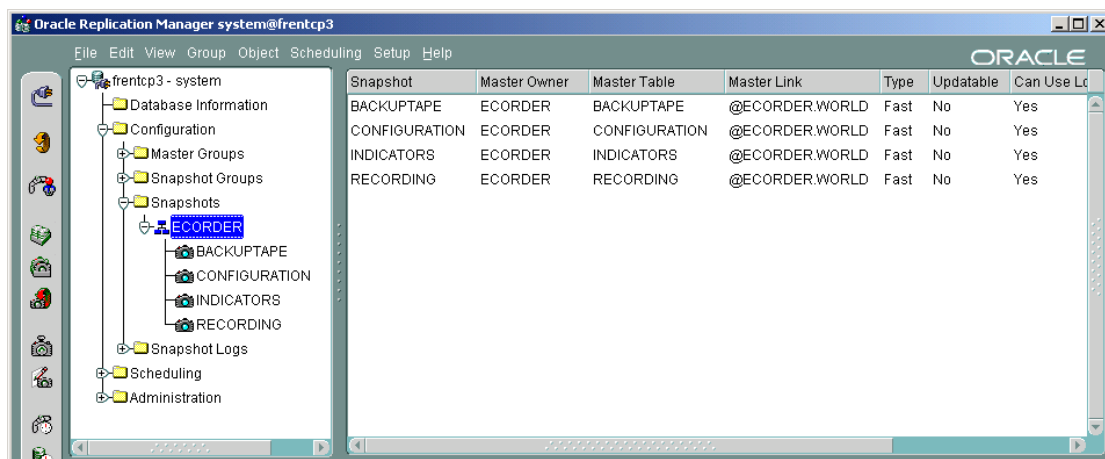 Oracle Replication Manager system@frentcp3
File Edit View Group Object Scheduling Setup Help
ORACLE
frentcp3 - system
Database Information
Configuration
Master Groups
Snapshot Groups
Snapshots
ECORDER
BACKUPTAPE
CONFIGURATION
INDICATORS
RECORDING
Snapshot Logs
Scheduling
Administration
Snapshot Master Owner Master Table Master Link Type Updatable Can Use Lo
BACKUPTAPE ECORDER BACKUPTAPE @ECORDER.WORLD Fast No Yes
CONFIGURATION ECORDER CONFIGURATION @ECORDER.WORLD Fast No Yes
INDICATORS ECORDER INDICATORS @ECORDER.WORLD Fast No Yes
RECORDING ECORDER RECORDING @ECORDER.WORLD Fast No Yes